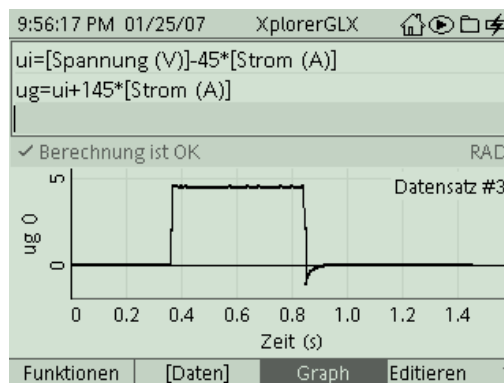 9:56:17 PM 01/25/07 XplorerGLX
ui=[Spannung (V)]-45*[Strom (A)]
ug=ui+145*[Strom (A)]
✓ Berechnung ist OK RAD
5
Datensatz #3
ug ()
0
0 0.2 0.4 0.6 0.8 1.0 1.2 1.4
Zeit (s)
Funktionen [Daten] Graph Editieren